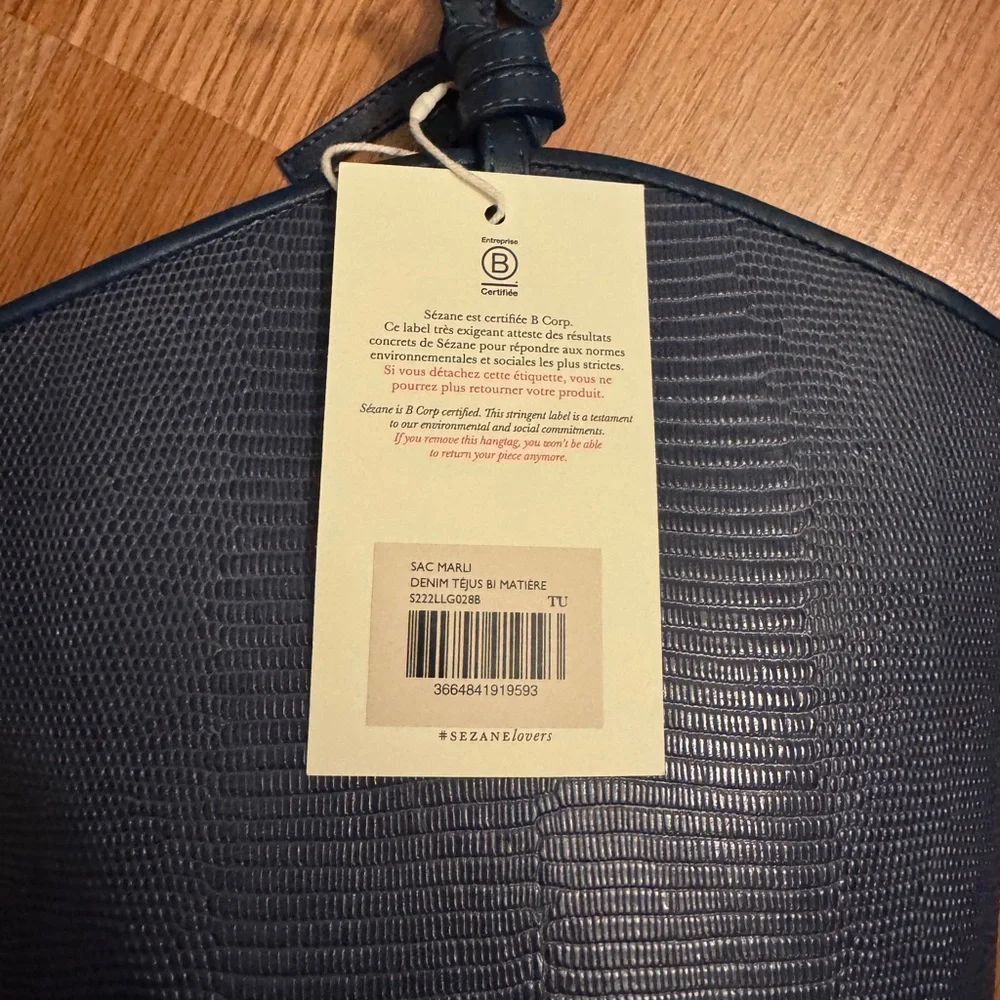 Entreprise
B
Certifiée
Sézane est certifiée B Corp.
Ce label très exigeant atteste des résultats
concrets de Sézane pour répondre aux normes
environnementales et sociales les plus strictes.
Si vous détachez cette étiquette, vous ne
pourrez plus retourner votre produit.
Sézane is B Corp certified. This stringent label is a testament
to our environmental and social commitments.
If you remove this hangtag, you won't be able
to return your piece anymore.
SAC MARLI
DENIM TÉJUS BI MATIÈRE
S222LLG028B TU
3664841919593
#SEZANElovers